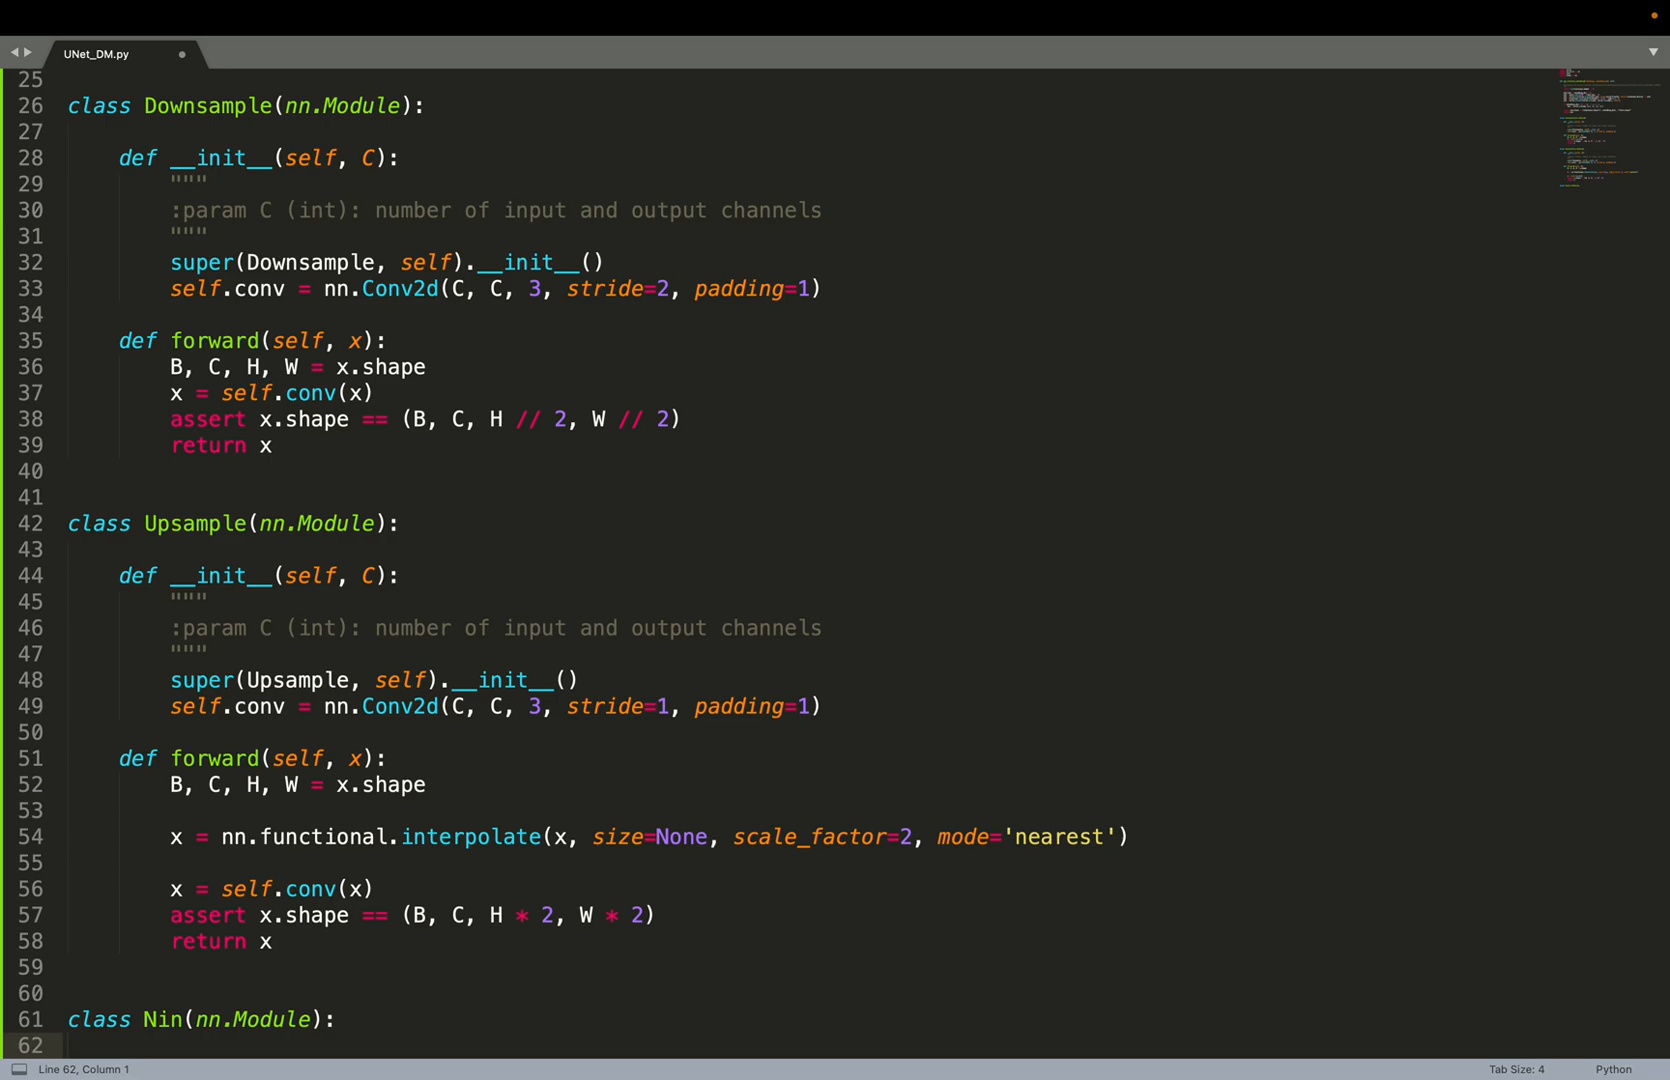 UNet_DM.py
25
26 class Downsample(nn.Module):
27
28     def __init__(self, C):
29         """
30         :param C (int): number of input and output channels
31         """
32         super(Downsample, self).__init__()
33         self.conv = nn.Conv2d(C, C, 3, stride=2, padding=1)
34
35     def forward(self, x):
36         B, C, H, W = x.shape
37         x = self.conv(x)
38         assert x.shape == (B, C, H // 2, W // 2)
39         return x
40
41
42 class Upsample(nn.Module):
43
44     def __init__(self, C):
45         """
46         :param C (int): number of input and output channels
47         """
48         super(Upsample, self).__init__()
49         self.conv = nn.Conv2d(C, C, 3, stride=1, padding=1)
50
51     def forward(self, x):
52         B, C, H, W = x.shape
53
54         x = nn.functional.interpolate(x, size=None, scale_factor=2, mode='nearest')
55
56         x = self.conv(x)
57         assert x.shape == (B, C, H * 2, W * 2)
58         return x
59
60
61 class Nin(nn.Module):
62
Line 62, Column 1
Tab Size: 4
Python